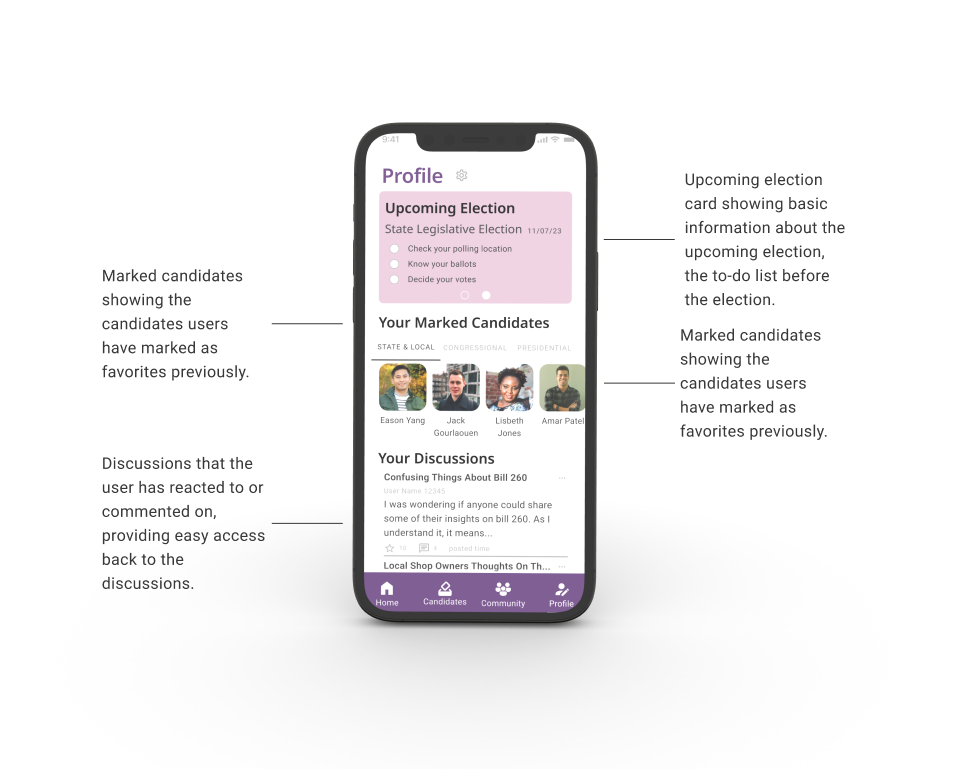 9:41
Profile
Upcoming Election
State Legislative Election 11/07/23
Check your polling location
Know your ballots
Decide your votes
Your Marked Candidates
STATE & LOCAL CONGRESSIONAL PRESIDENTIAL
Eason Yang
Jack
Gourlaouen
Lisbeth
Jones
Amar Patel
Your Discussions
Confusing Things About Bill 260 ...
User Name 12345
I was wondering if anyone could share
some of their insights on bill 260. As I
understand it, it means...
10 8 posted time
Local Shop Owners Thoughts On Th... ...
Home Candidates Community Profile
Marked candidates
showing the
candidates users
have marked as
favorites previously.
Discussions that the
user has reacted to or
commented on,
providing easy access
back to the
discussions.
Upcoming election
card showing basic
information about the
upcoming election,
the to-do list before
the election.
Marked candidates
showing the
candidates users
have marked as
favorites previously.